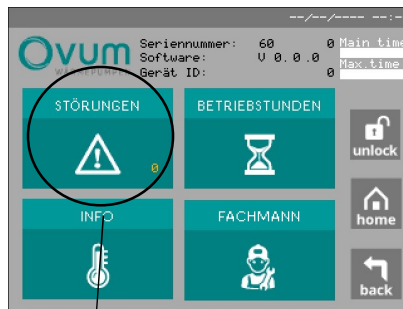 --/--/---- --:-
Ovum
WÄRMEPUMPEN
Seriennummer: 60 0
Software: V 0.0.0
Gerät ID: 0
Main time
Max.time
STÖRUNGEN
0
BETRIEBSTUNDEN
INFO
FACHMANN
unlock
home
back